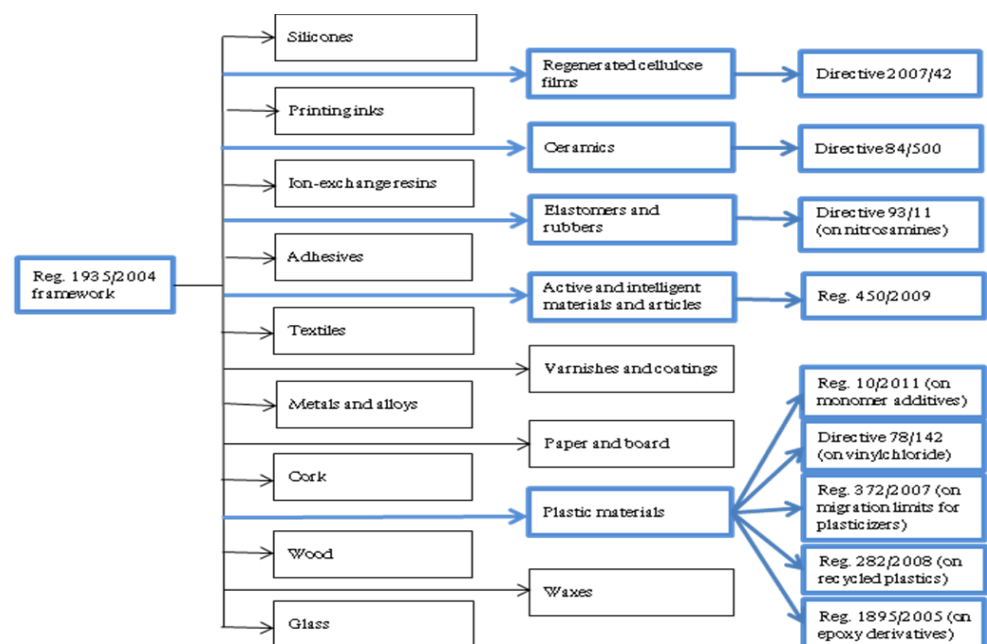 Silicones
Regenerated cellulose
films
Directive 2007/42
Printing inks
Ceramics
Directive 84/500
Ion-exchange resins
Elastomers and
rubbers
Directive 93/11
(on nitrosamines)
Adhesives
Reg. 1935/2004
framework
Active and intelligent
materials and articles
Reg. 450/2009
Textiles
Varnishes and coatings
Reg. 10/2011 (on
monomer additives)
Metals and alloys
Paper and board
Directive 78/142
(on vinylchloride)
Cork
Plastic materials
Reg. 372/2007 (on
migration limits for
plasticizers)
Wood
Reg. 282/2008 (on
recycled plastics)
Waxes
Glass
Reg. 1895/2005 (on
epoxy derivatives)